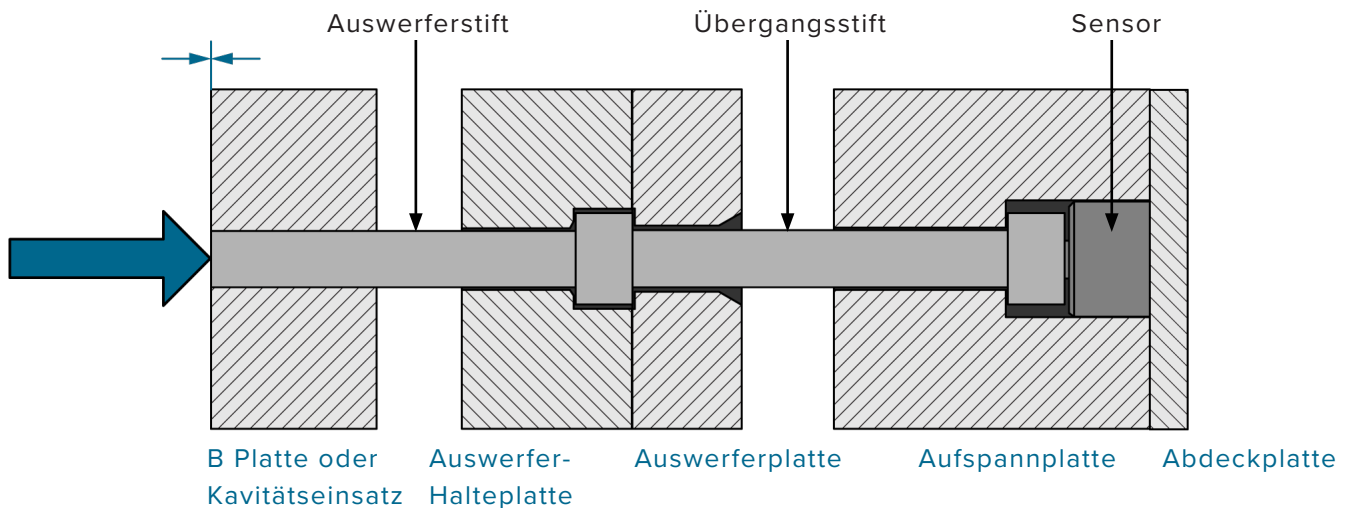 Auswerferstift
Übergangsstift
Sensor
B Platte oder
Kavitätseinsatz
Auswerfer-
Halteplatte
Auswerferplatte
Aufspannplatte
Abdeckplatte